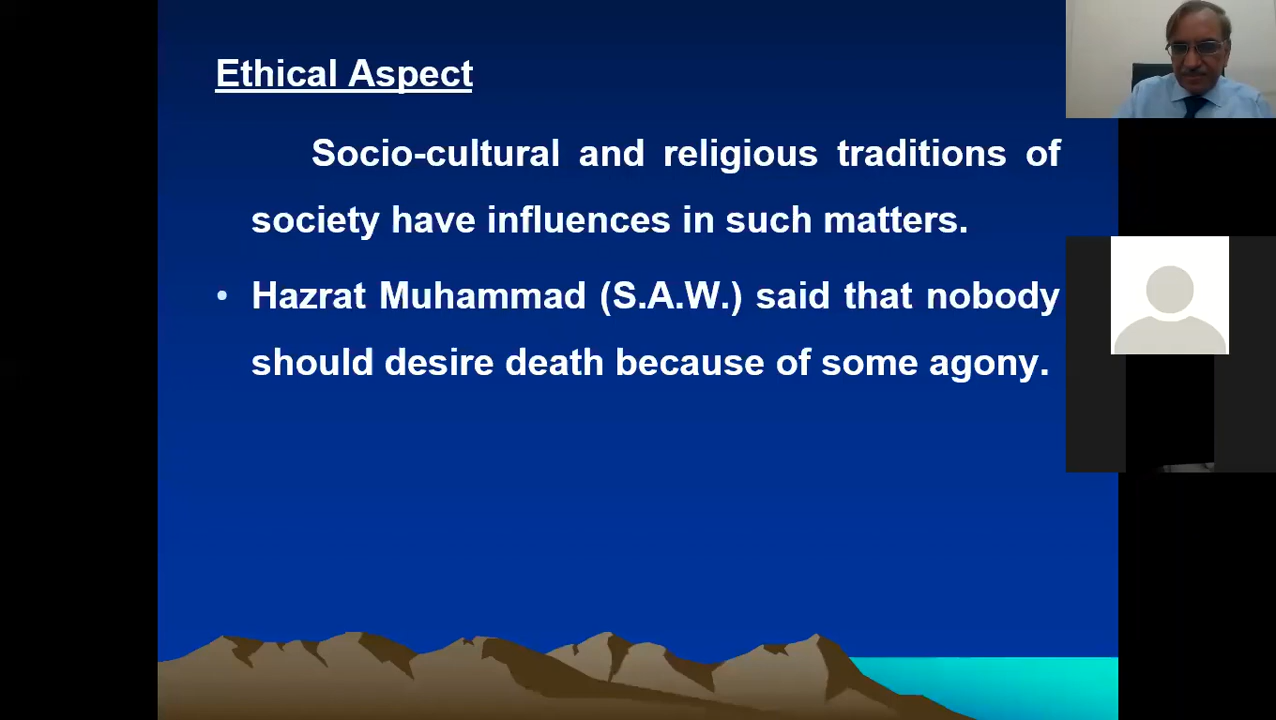 Ethical Aspect
Socio-cultural and religious traditions of
society have influences in such matters.
• Hazrat Muhammad (S.A.W.) said that nobody
should desire death because of some agony.